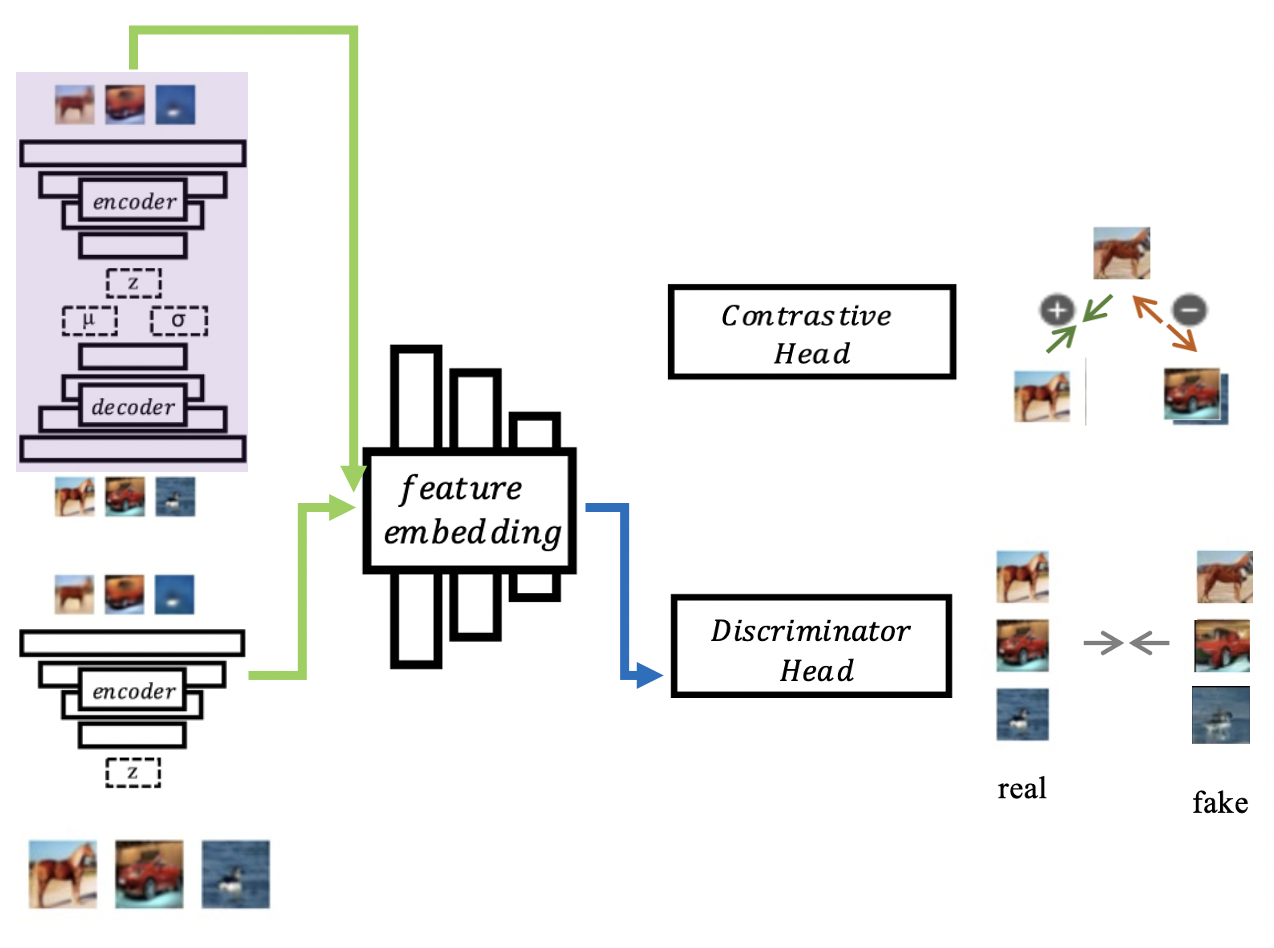 encoder
z
μ
σ
decoder
feature
embedding
Contrastive
Head
+
−
Discriminator
Head
encoder
z
real
fake